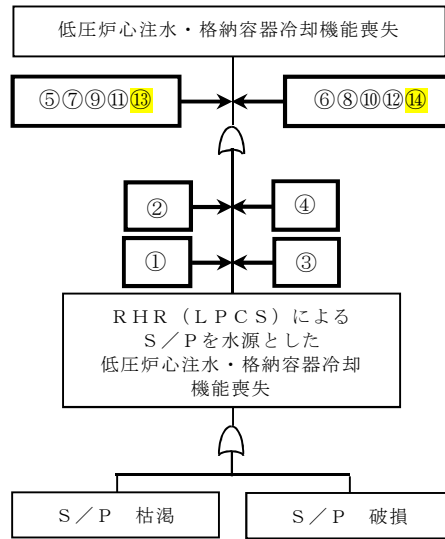 低圧炉心注水・格納容器冷却機能喪失
⑤⑦⑨⑪⑬
⑥⑧⑩⑫⑭
②
④
①
③
RHR(LPCS)による
S/Pを水源とした
低圧炉心注水・格納容器冷却
機能喪失
S/P 枯渇
S/P 破損